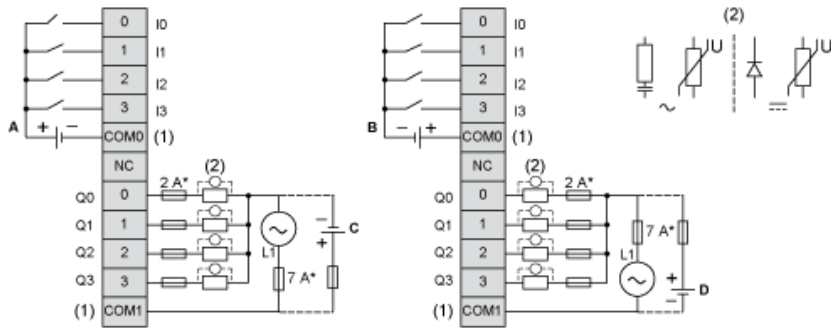 0 I0
1 I1
2 I2
3 I3
A + − COM0 (1)
NC
(2)
Q0 0 2 A*
Q1 1
Q2 2 − + C
Q3 3 L1 7 A*
(1) COM1
0 I0
1 I1
2 I2
3 I3
B − + COM0 (1)
NC
(2)
Q0 0 2 A*
Q1 1 7 A*
Q2 2 L1
Q3 3 + − D
(1) COM1
(2)
U U